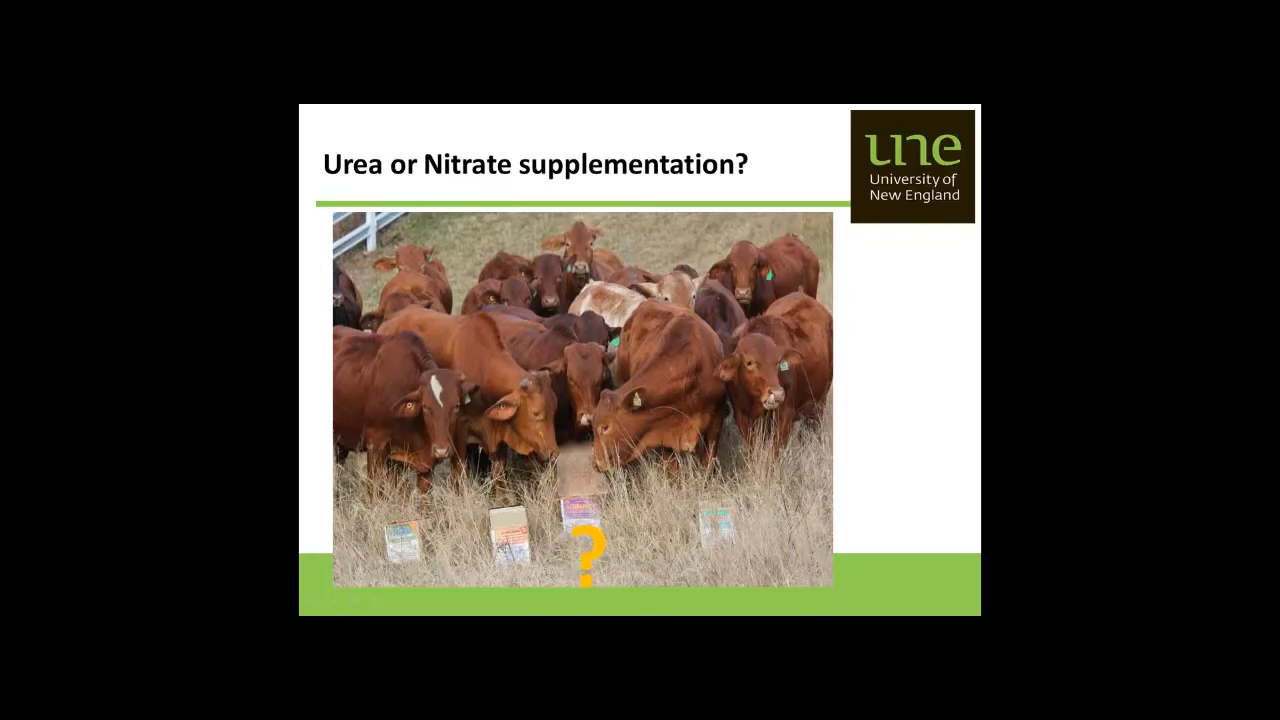 Urea or Nitrate supplementation?
une
University of
New England
?